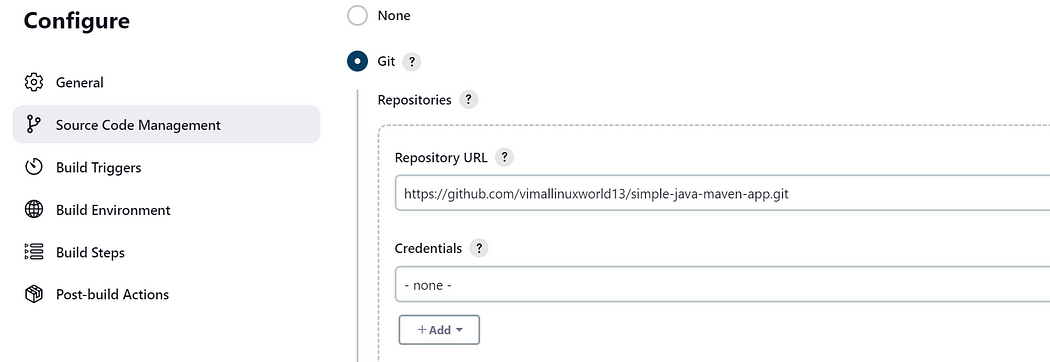 Configure
General
Source Code Management
Build Triggers
Build Environment
Build Steps
Post-build Actions
None
Git ?
Repositories ?
Repository URL ?
https://github.com/vimallinuxworld13/simple-java-maven-app.git
Credentials ?
- none -
+ Add